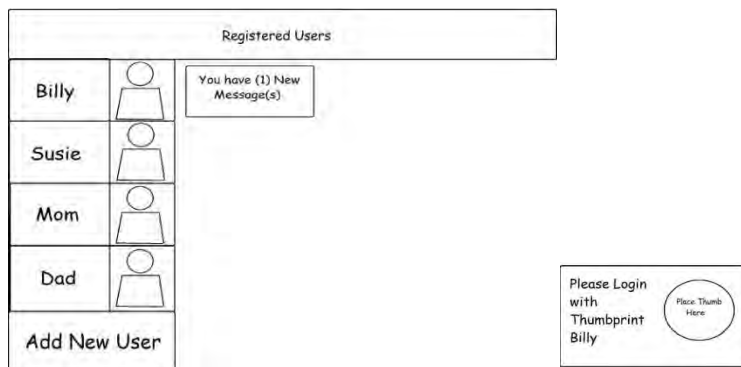 Registered Users
Billy
You have (1) New
Message(s)
Susie
Mom
Dad
Add New User
Please Login
with
Thumbprint
Billy
Place Thumb
Here